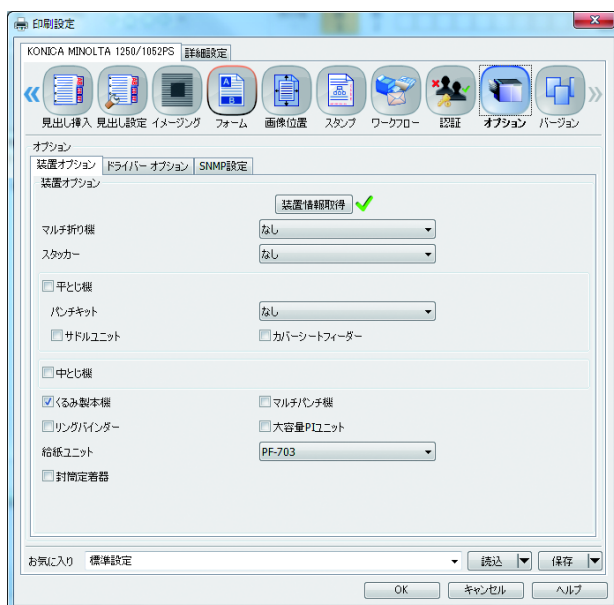 印刷設定
KONICA MINOLTA 1250/1052PS 詳細設定
見出し挿入 見出し設定 イメージング フォーム 画像位置 スタンプ ワークフロー 認証 オプション バージョン
オプション
装置オプション ドライバー オプション SNMP設定
装置オプション
装置情報取得
マルチ折り機 なし
スタッカー なし
平とじ機
パンチキット なし
サドルユニット カバーシートフィーダー
中とじ機
くるみ製本機 マルチパンチ機
リングバインダー 大容量PIユニット
給紙ユニット PF-703
封筒定着器
お気に入り 標準設定 読込 保存
OK キャンセル ヘルプ